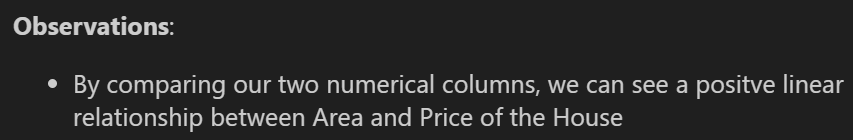 Observations:
• By comparing our two numerical columns, we can see a positve linear
relationship between Area and Price of the House